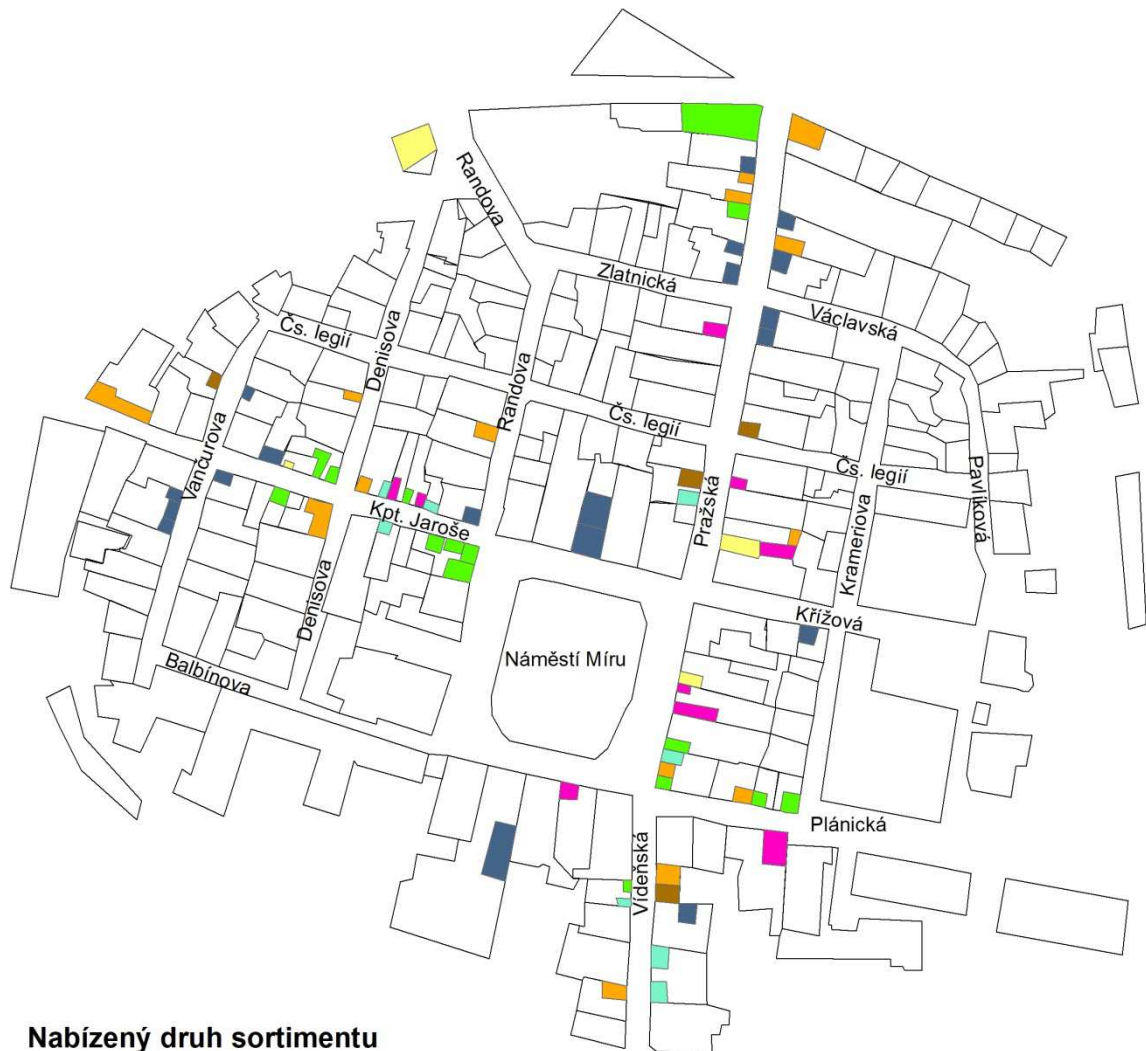 Randova
Zlatnická
Václavská
Čs. legií
Denisova
Randova
Čs. legií
Čs. legií
Vančurova
Pražská
Krameriova
Pavlíková
Kpt. Jaroše
Denisova
Křížová
Náměstí Míru
Balbínova
Plánická
Vídeňská
Nabízený druh sortimentu